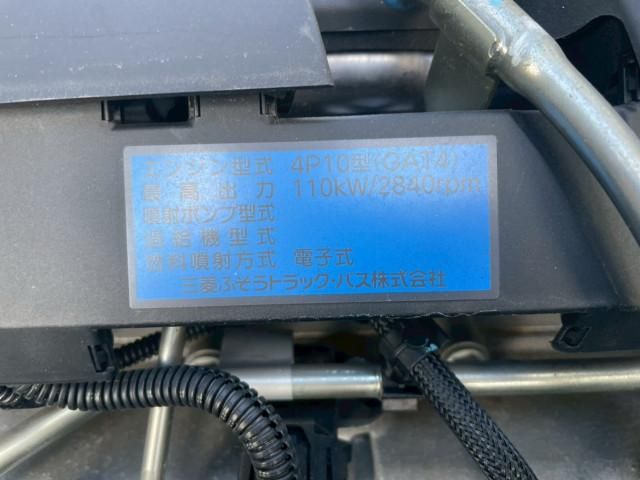 エンジン型式 4P10型(GAT4)
最高出力 110kW/2840rpm
噴射ポンプ型式
過給機型式
燃料噴射方式 電子式
三菱ふそうトラック・バス株式会社